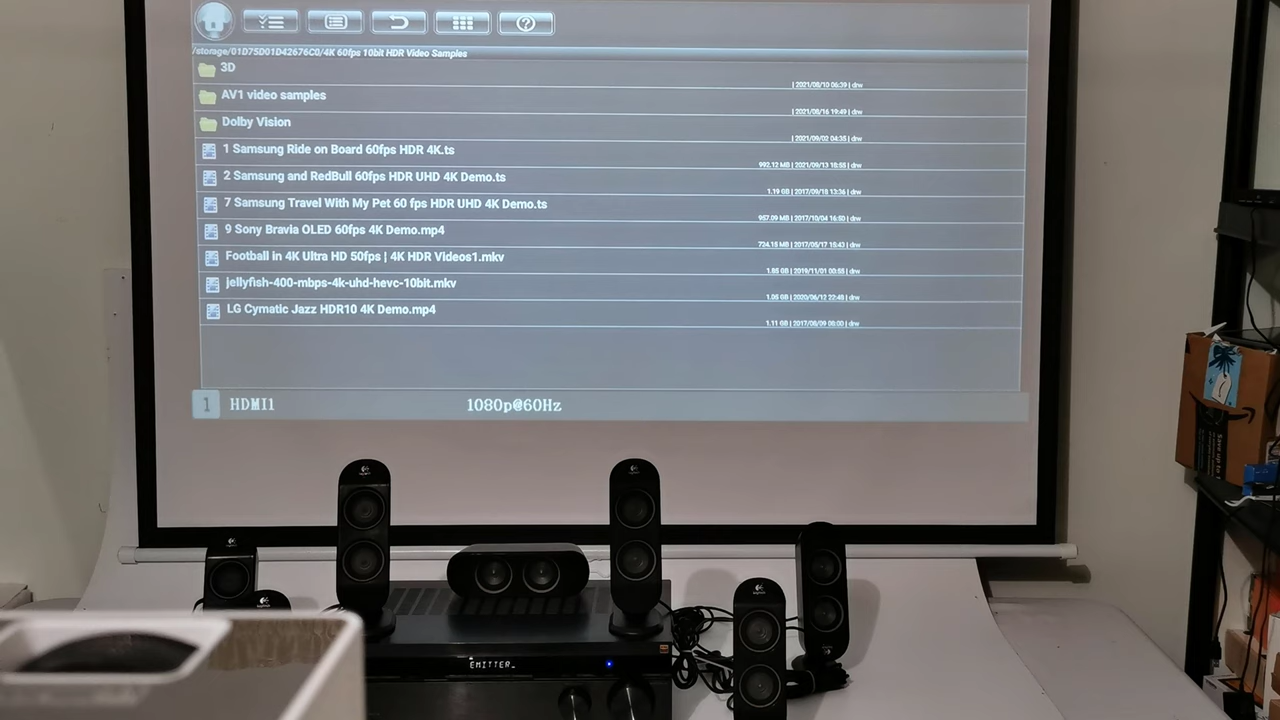 /storage/01D75D01D42676C0/4K 60fps 10bit HDR Video Samples
3D
| 2021/08/10 06:39 | drw
AV1 video samples
| 2021/08/16 19:49 | drw
Dolby Vision
| 2021/09/02 04:35 | drw
1 Samsung Ride on Board 60fps HDR 4K.ts
992.12 MB | 2021/09/13 18:55 | drw
2 Samsung and RedBull 60fps HDR UHD 4K Demo.ts
1.19 GB | 2017/09/18 13:36 | drw
7 Samsung Travel With My Pet 60 fps HDR UHD 4K Demo.ts
957.09 MB | 2017/10/04 16:50 | drw
9 Sony Bravia OLED 60fps 4K Demo.mp4
724.15 MB | 2017/05/17 15:43 | drw
Football in 4K Ultra HD 50fps | 4K HDR Videos1.mkv
1.85 GB | 2019/11/01 00:55 | drw
jellyfish-400-mbps-4k-uhd-hevc-10bit.mkv
1.05 GB | 2020/06/12 22:48 | drw
LG Cymatic Jazz HDR10 4K Demo.mp4
1.11 GB | 2017/08/09 08:00 | drw
1 HDMI1 1080p@60Hz
EMITTER_